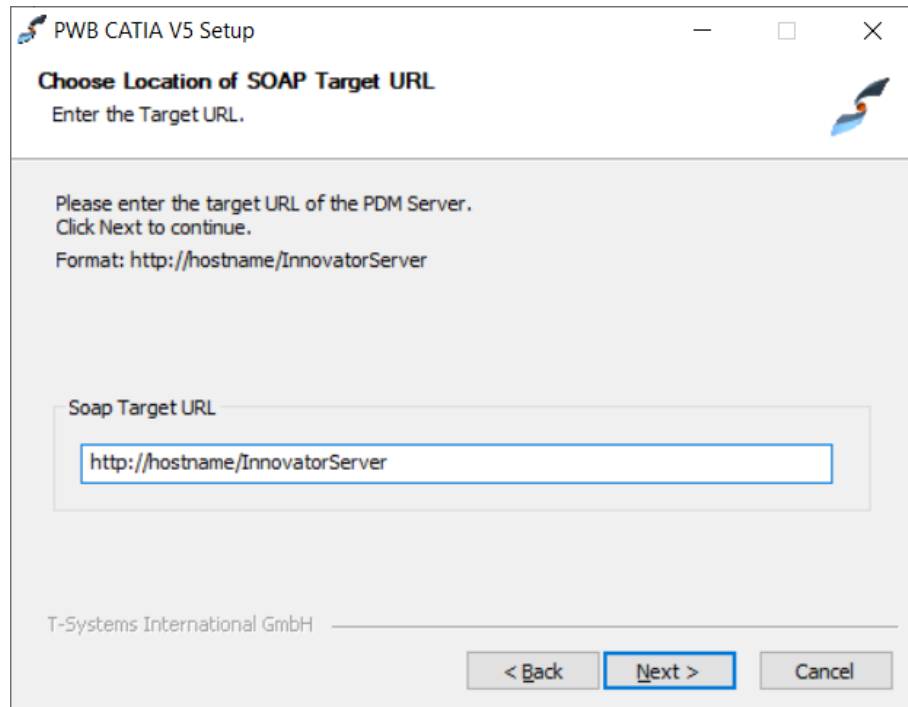 PWB CATIA V5 Setup
Choose Location of SOAP Target URL
Enter the Target URL.
Please enter the target URL of the PDM Server.
Click Next to continue.
Format: http://hostname/InnovatorServer
Soap Target URL
http://hostname/InnovatorServer
T-Systems International GmbH
< Back Next > Cancel